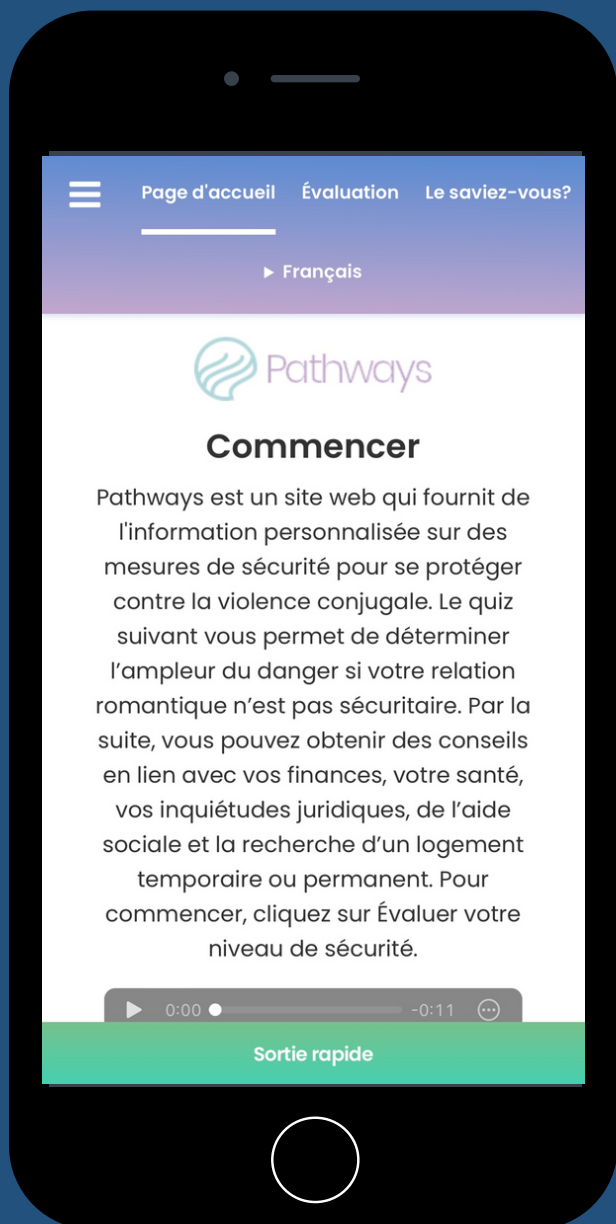 Page d'accueil Évaluation Le saviez-vous?
Français
Pathways
Commencer
Pathways est un site web qui fournit de
l'information personnalisée sur des
mesures de sécurité pour se protéger
contre la violence conjugale. Le quiz
suivant vous permet de déterminer
l’ampleur du danger si votre relation
romantique n’est pas sécuritaire. Par la
suite, vous pouvez obtenir des conseils
en lien avec vos finances, votre santé,
vos inquiétudes juridiques, de l’aide
sociale et la recherche d’un logement
temporaire ou permanent. Pour
commencer, cliquez sur Évaluer votre
niveau de sécurité.
0:00 -0:11
Sortie rapide